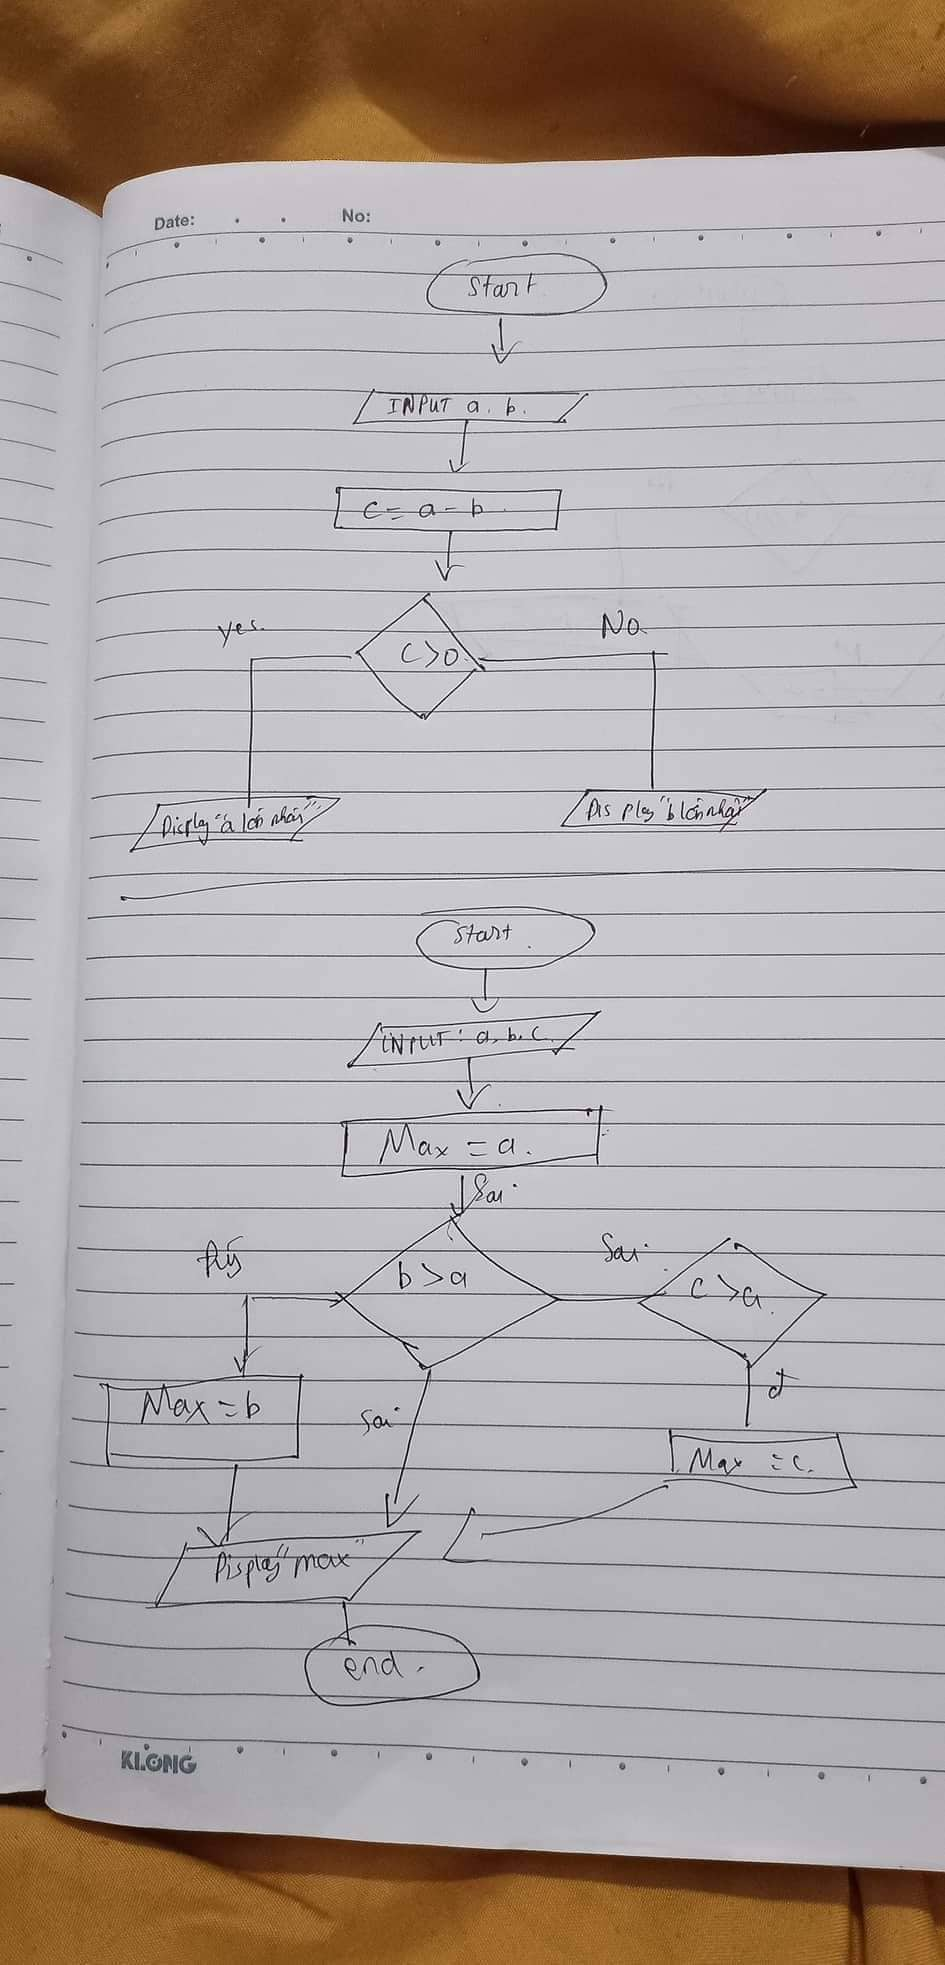 Date: . . No:
Start
INPUT a. b.
C = a - b
yes. No
C>0.
Display "a lớn nhất" Display "b lớn nhất"
Start
INPUT: a, b, c
Max = a.
Sai
Sai
b>a c>a.
đ
Max = b
Sai
Max = c.
Display "max"
end.
KLONG